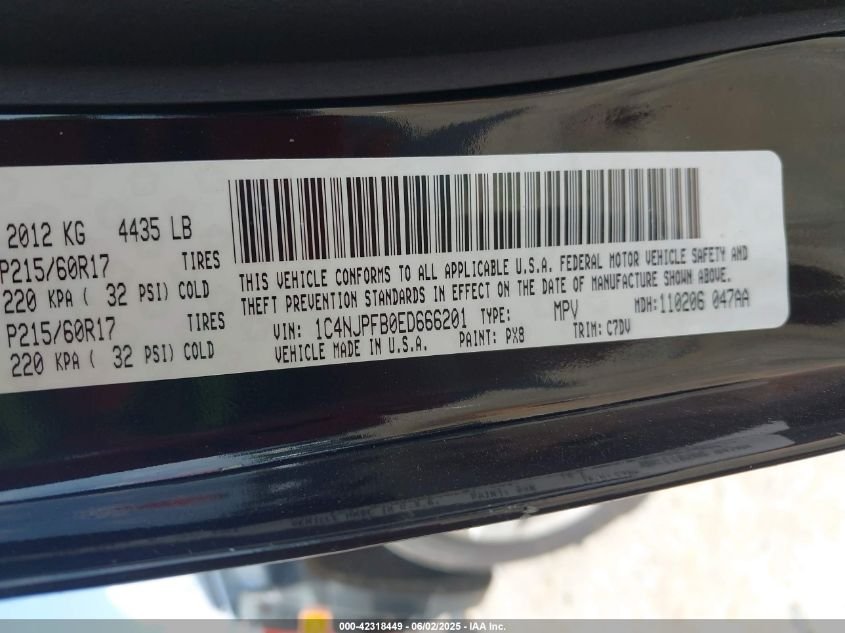 2012 KG 4435 LB
P215/60R17 TIRES
220 KPA ( 32 PSI) COLD
P215/60R17 TIRES
220 KPA ( 32 PSI) COLD
THIS VEHICLE CONFORMS TO ALL APPLICABLE U.S.A. FEDERAL MOTOR VEHICLE SAFETY AND
THEFT PREVENTION STANDARDS IN EFFECT ON THE DATE OF MANUFACTURE SHOWN ABOVE.
VIN: 1C4NJPFB0ED666201 TYPE: MPV MDH:110206 047AA
VEHICLE MADE IN U.S.A. PAINT: PX8 TRIM: C7DV
000-42318449 - 06/02/2025 - IAA Inc.